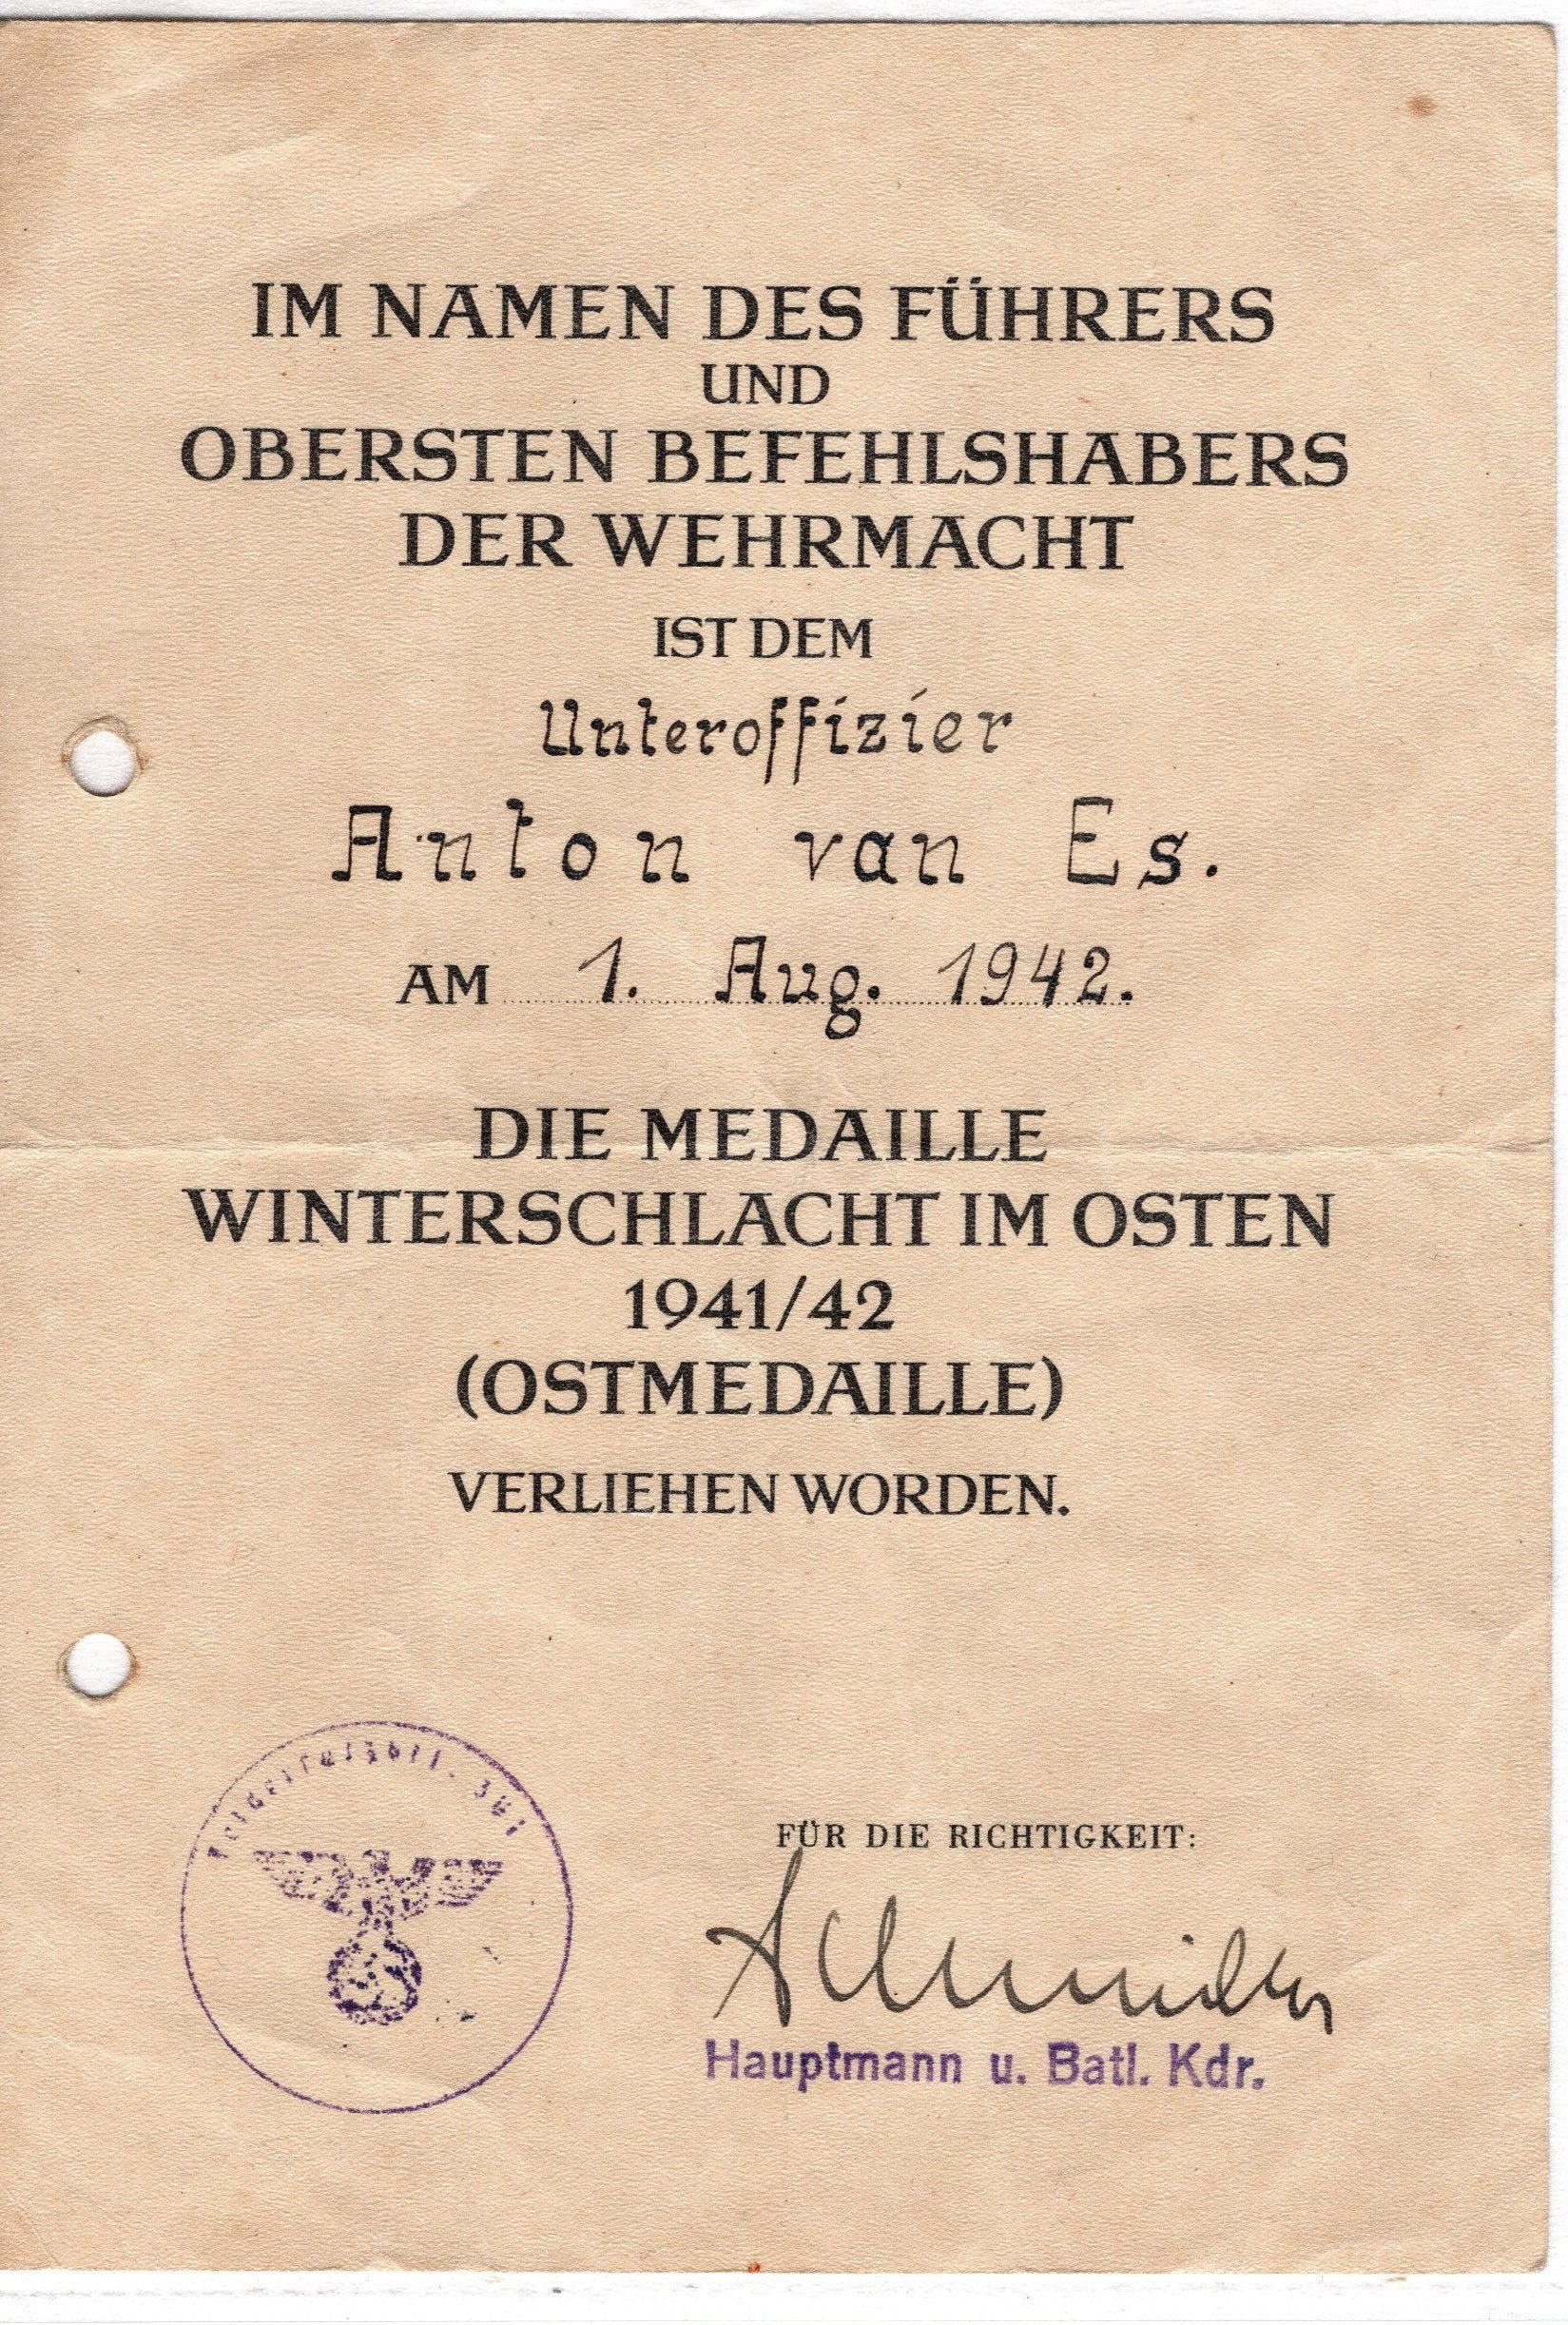 IM NAMEN DES FÜHRERS
UND
OBERSTEN BEFEHLSHABERS
DER WEHRMACHT
IST DEM
Unteroffizier
Anton van Es.
AM 1. Aug. 1942.
DIE MEDAILLE
WINTERSCHLACHT IM OSTEN
1941/42
(OSTMEDAILLE)
VERLIEHEN WORDEN.
FÜR DIE RICHTIGKEIT:
Hauptmann u. Batl. Kdr.